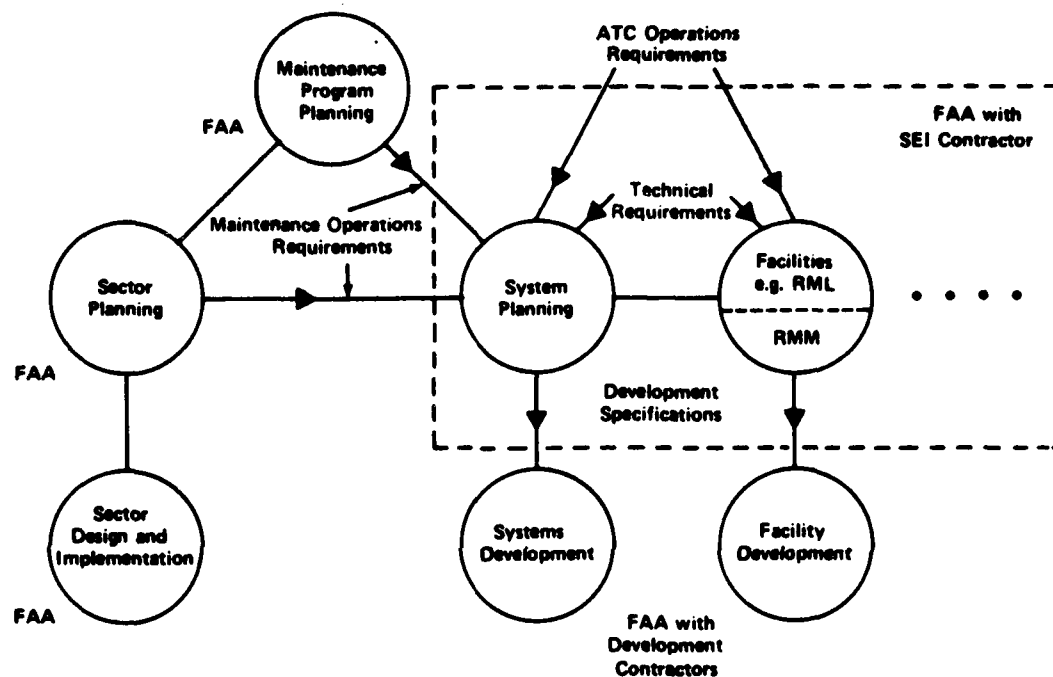 Maintenance
Program
Planning
FAA
ATC Operations
Requirements
FAA with
SEI Contractor
Technical
Requirements
Maintenance Operations
Requirements
Sector
Planning
System
Planning
Facilities
e.g. RML
RMM
FAA
Development
Specifications
Sector
Design and
Implementation
Systems
Development
Facility
Development
FAA
FAA with
Development
Contractors